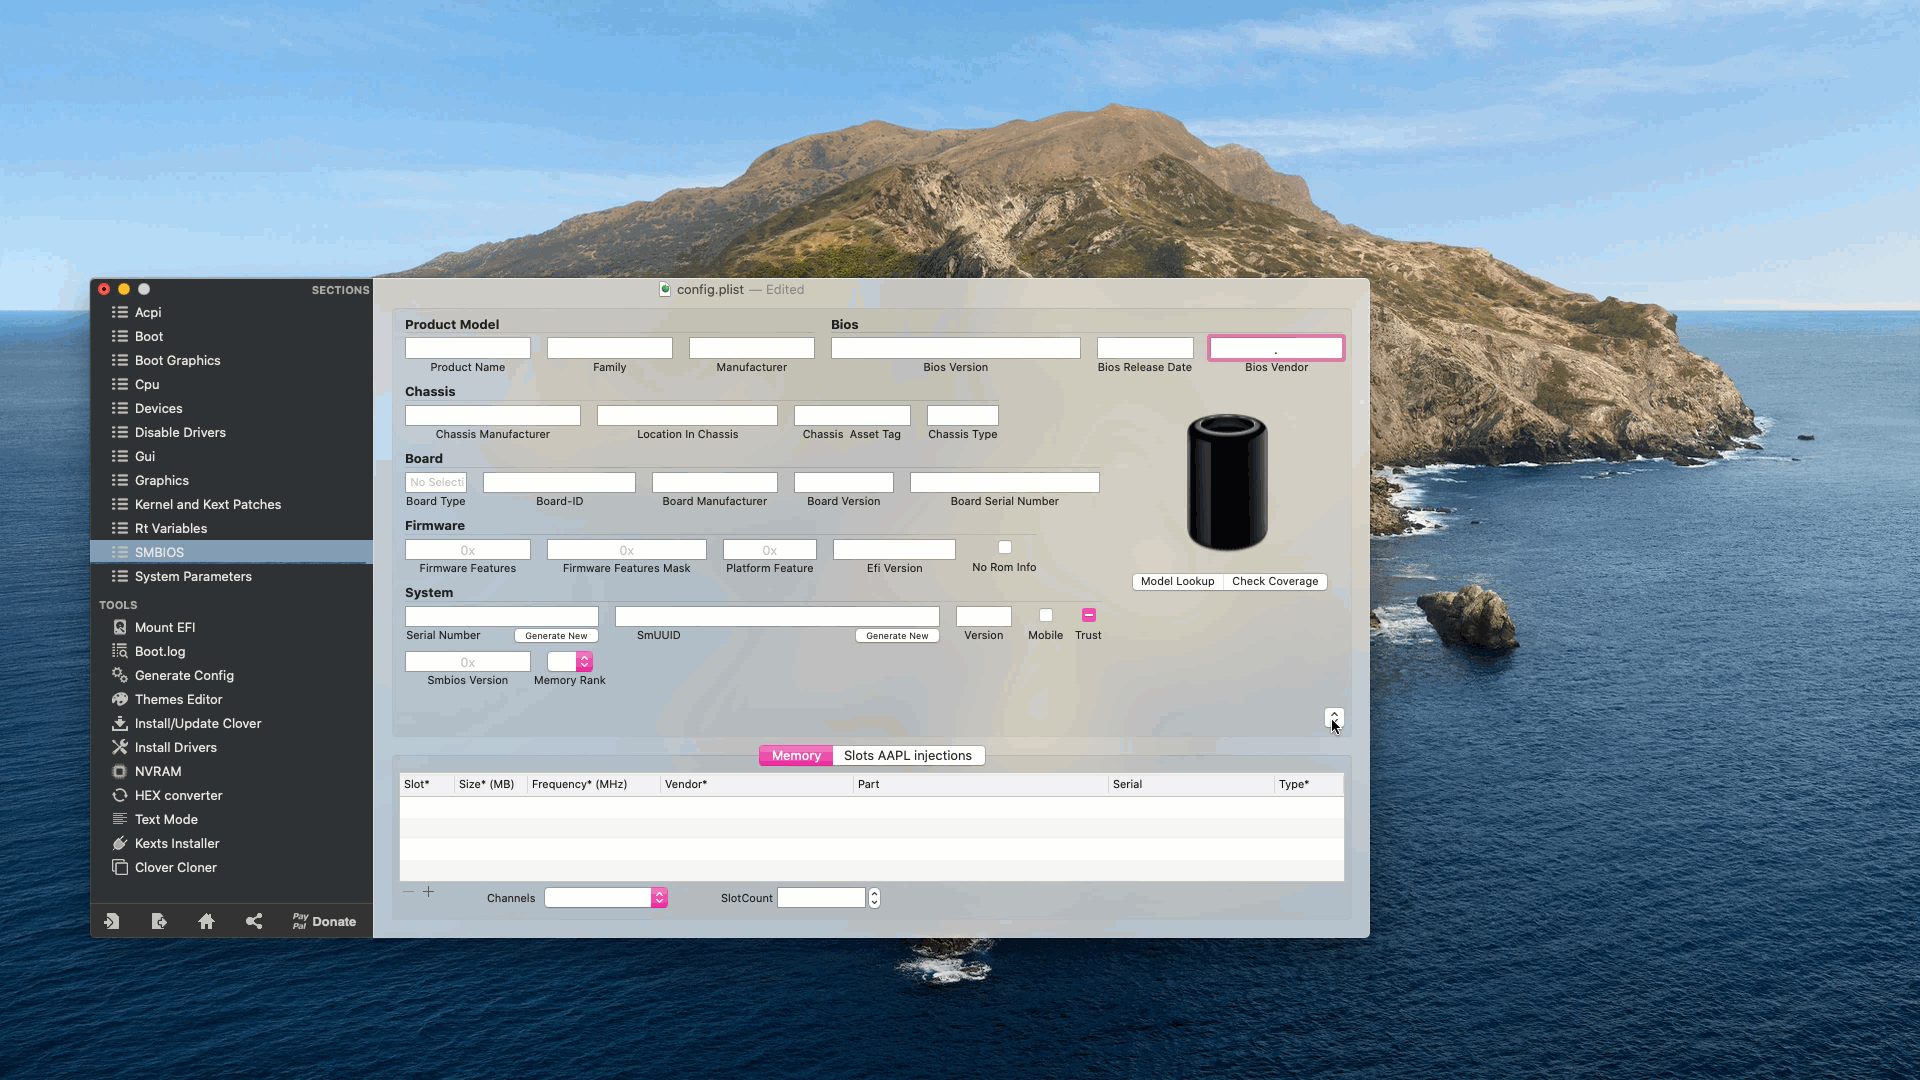 SECTIONS
Acpi
Boot
Boot Graphics
Cpu
Devices
Disable Drivers
Gui
Graphics
Kernel and Kext Patches
Rt Variables
SMBIOS
System Parameters
TOOLS
Mount EFI
Boot.log
Generate Config
Themes Editor
Install/Update Clover
Install Drivers
NVRAM
HEX converter
Text Mode
Kexts Installer
Clover Cloner
Pay Pal Donate
config.plist — Edited
Product Model Bios
.
Product Name Family Manufacturer Bios Version Bios Release Date Bios Vendor
Chassis
Chassis Manufacturer Location In Chassis Chassis Asset Tag Chassis Type
Board
No Selecti
Board Type Board-ID Board Manufacturer Board Version Board Serial Number
Firmware
0x 0x 0x
Firmware Features Firmware Features Mask Platform Feature Efi Version No Rom Info
Model Lookup Check Coverage
System
Serial Number Generate New SmUUID Generate New Version Mobile Trust
0x
Smbios Version Memory Rank
Memory Slots AAPL injections
Slot* Size* (MB) Frequency* (MHz) Vendor* Part Serial Type*
Channels SlotCount